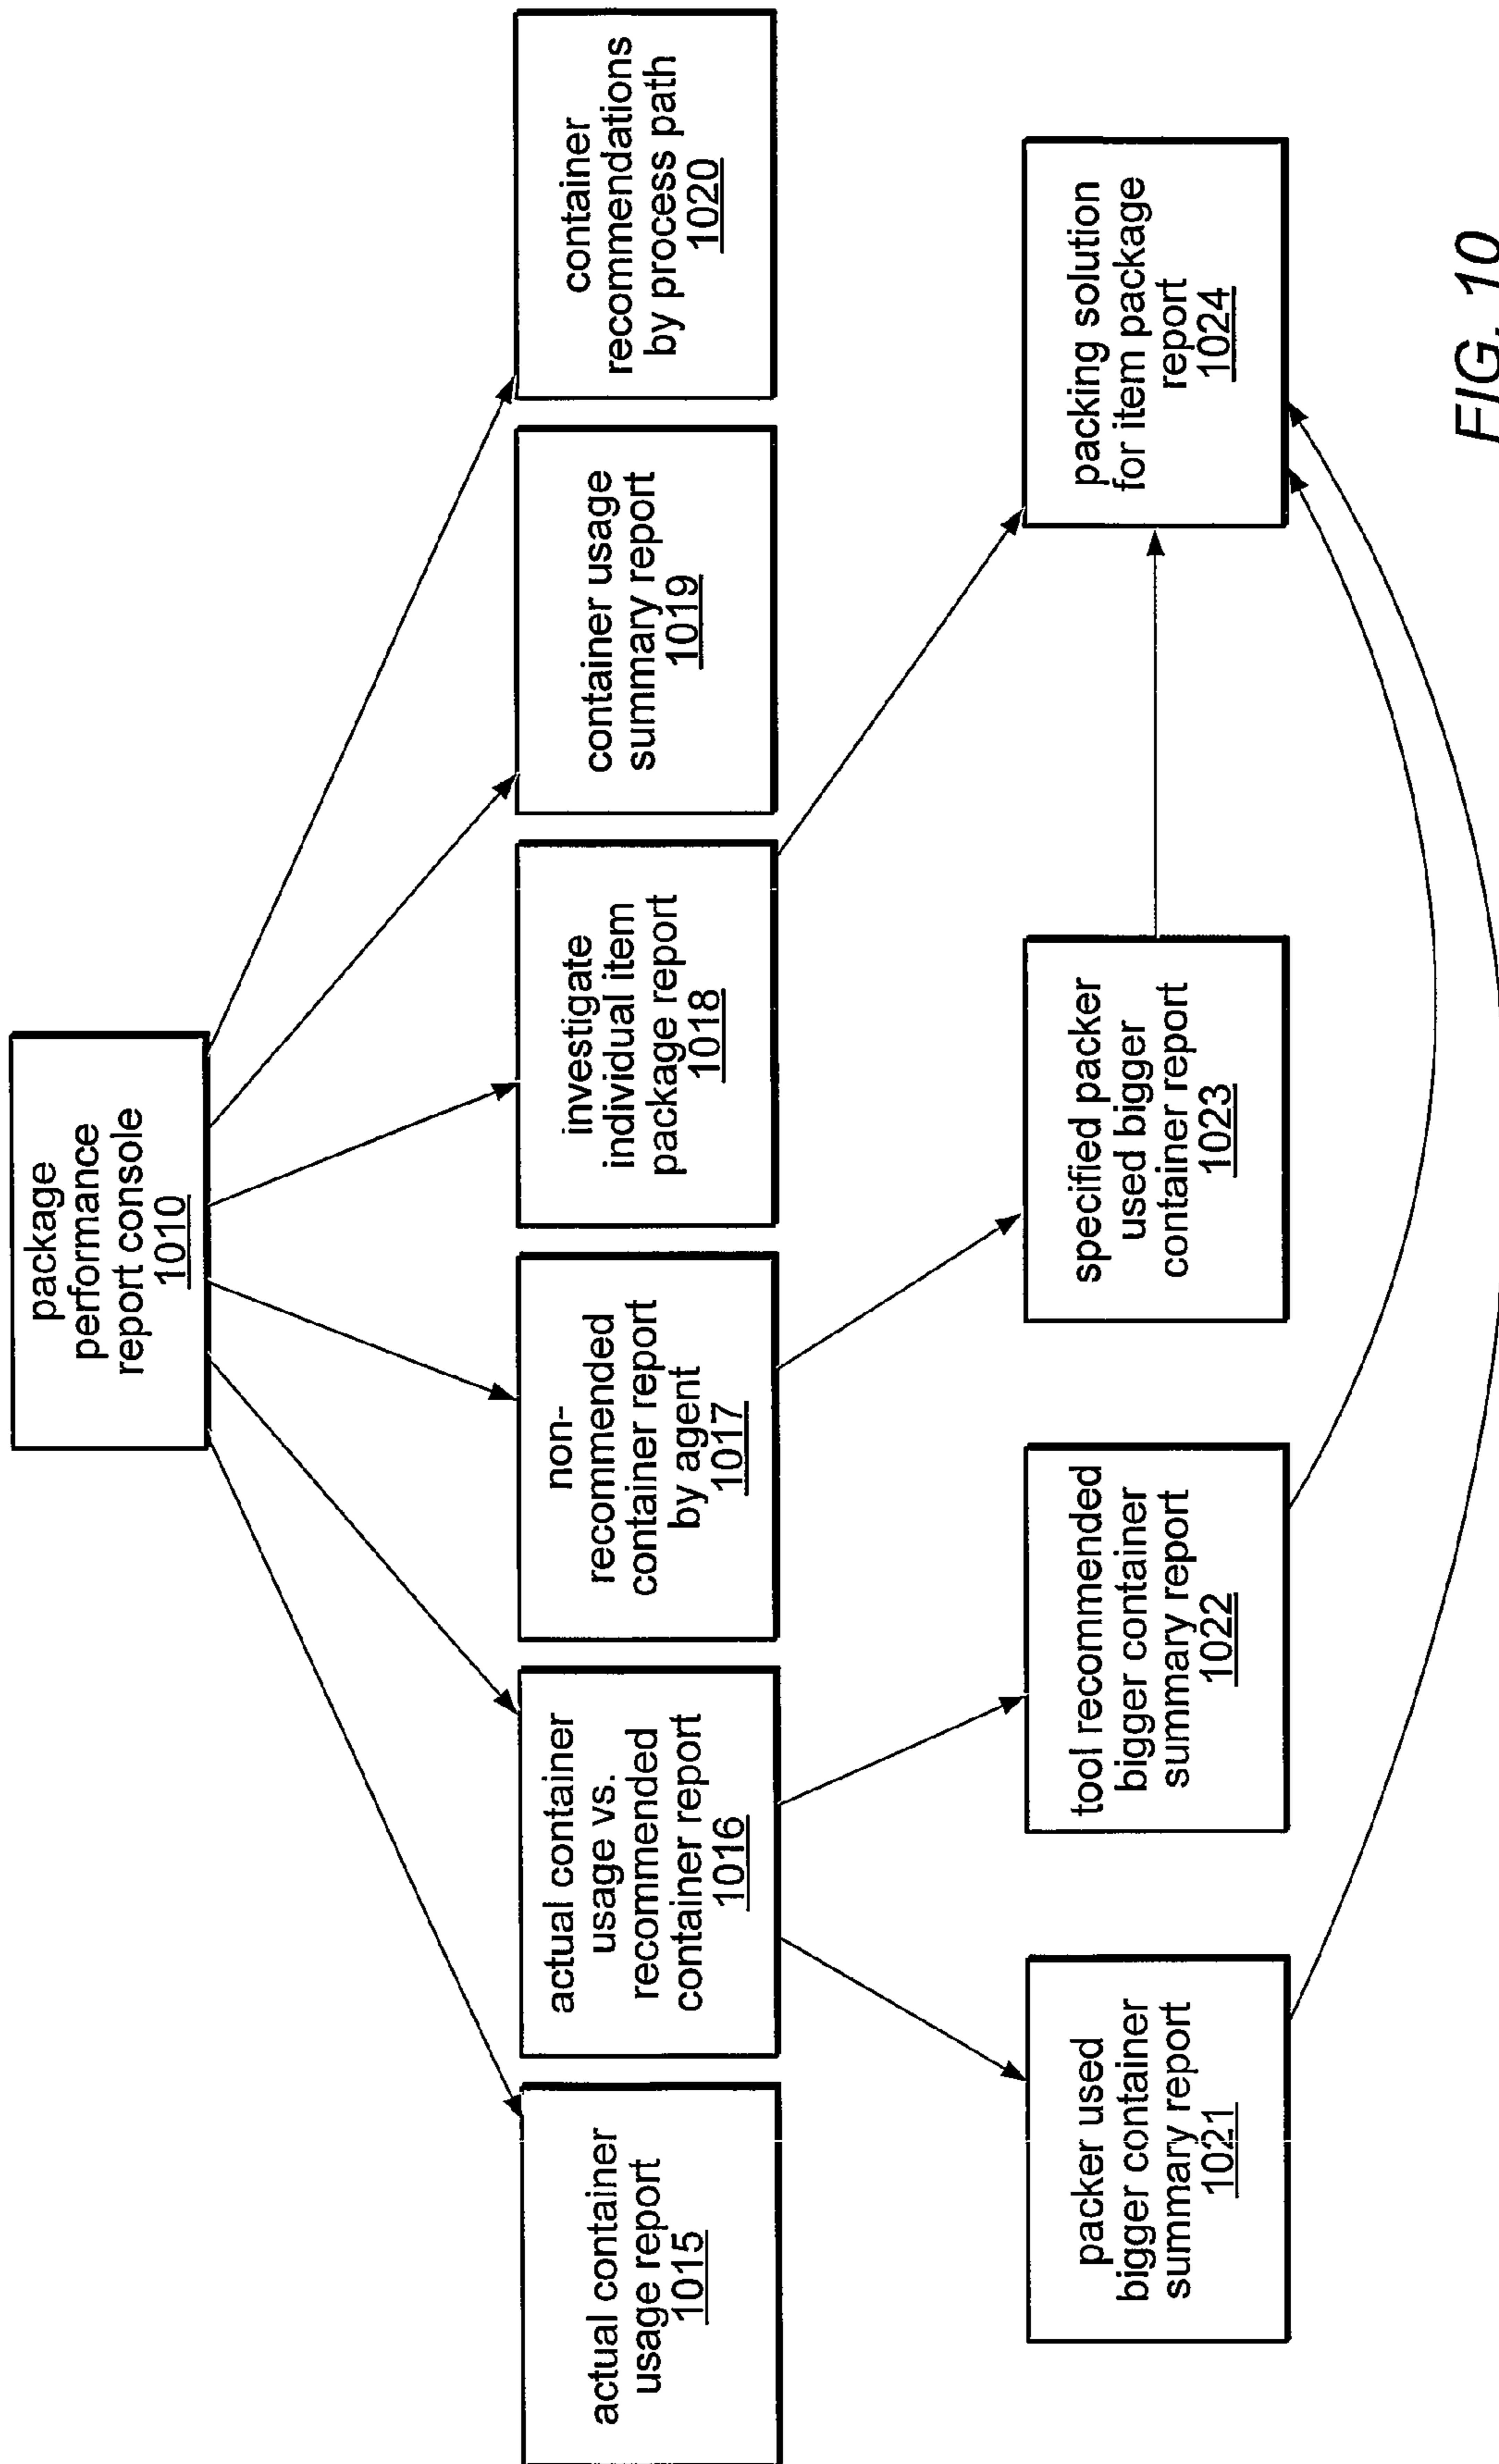 package
performance
report console
1010
actual container
usage report
1015
actual container
usage vs.
recommended
container report
1016
non-
recommended
container report
by agent
1017
investigate
individual item
package report
1018
container usage
summary report
1019
container
recommendations
by process path
1020
packer used
bigger container
summary report
1021
tool recommended
bigger container
summary report
1022
specified packer
used bigger
container report
1023
packing solution
for item package
report
1024
FIG. 10